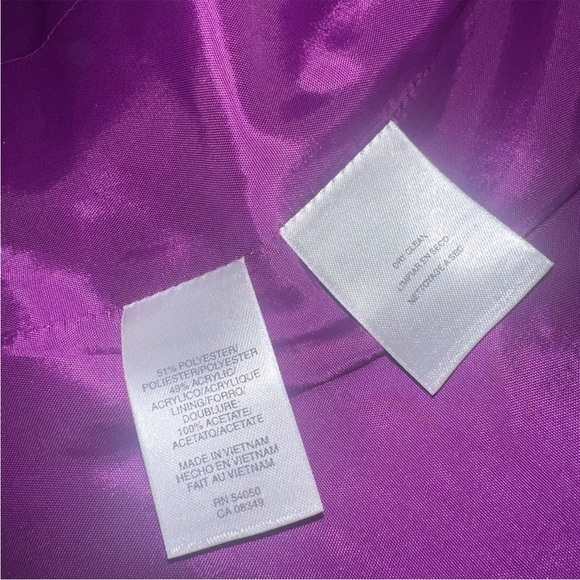 51% POLYESTER/
POLIESTER/POLYESTER
49% ACRYLIC/
ACRYLICO/ACRYLIQUE
LINING/FORRO/
DOUBLURE:
100% ACETATE/
ACETATO/ACETATE
MADE IN VIETNAM
HECHO EN VIETNAM
FAIT AU VIETNAM
RN 54050
CA 08349
DRY CLEAN
LIMPIAR EN SECO
NETTOYAGE A SEC